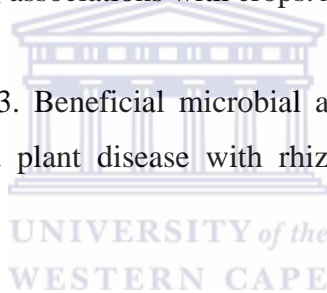 associations with crops.
3. Beneficial microbial a
plant disease with rhiz
UNIVERSITY of the
WESTERN CAPE